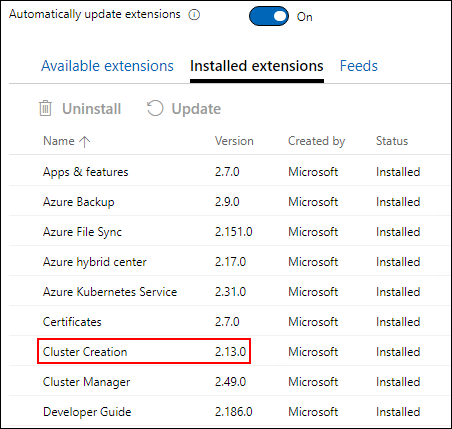 Automatically update extensions On
Available extensions Installed extensions Feeds
Uninstall Update
Name Version Created by Status
Apps & features 2.7.0 Microsoft Installed
Azure Backup 2.9.0 Microsoft Installed
Azure File Sync 2.151.0 Microsoft Installed
Azure hybrid center 2.17.0 Microsoft Installed
Azure Kubernetes Service 2.31.0 Microsoft Installed
Certificates 2.7.0 Microsoft Installed
Cluster Creation 2.13.0 Microsoft Installed
Cluster Manager 2.49.0 Microsoft Installed
Developer Guide 2.186.0 Microsoft Installed